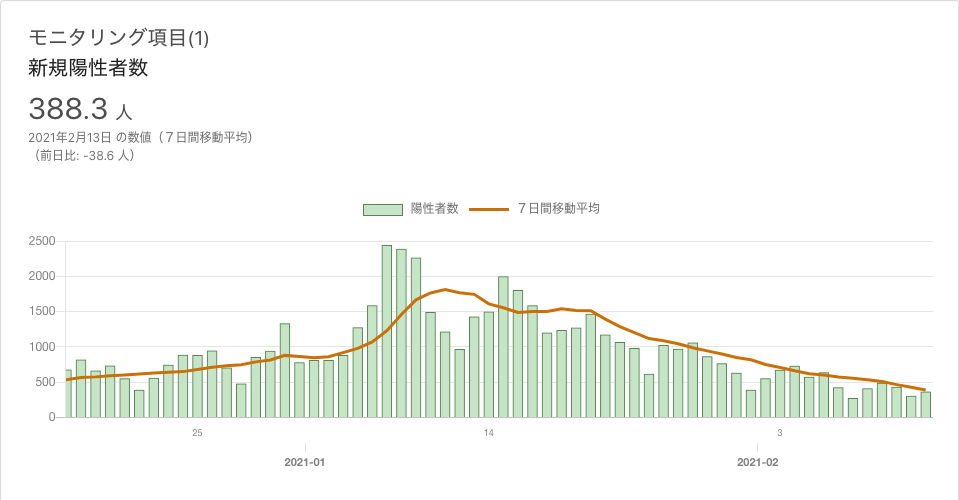 モニタリング項目(1)
新規陽性者数
388.3 人
2021年2月13日 の数値（７日間移動平均）
（前日比: -38.6 人）
陽性者数 ７日間移動平均
2500
2000
1500
1000
500
0
25 14 3
2021-01 2021-02